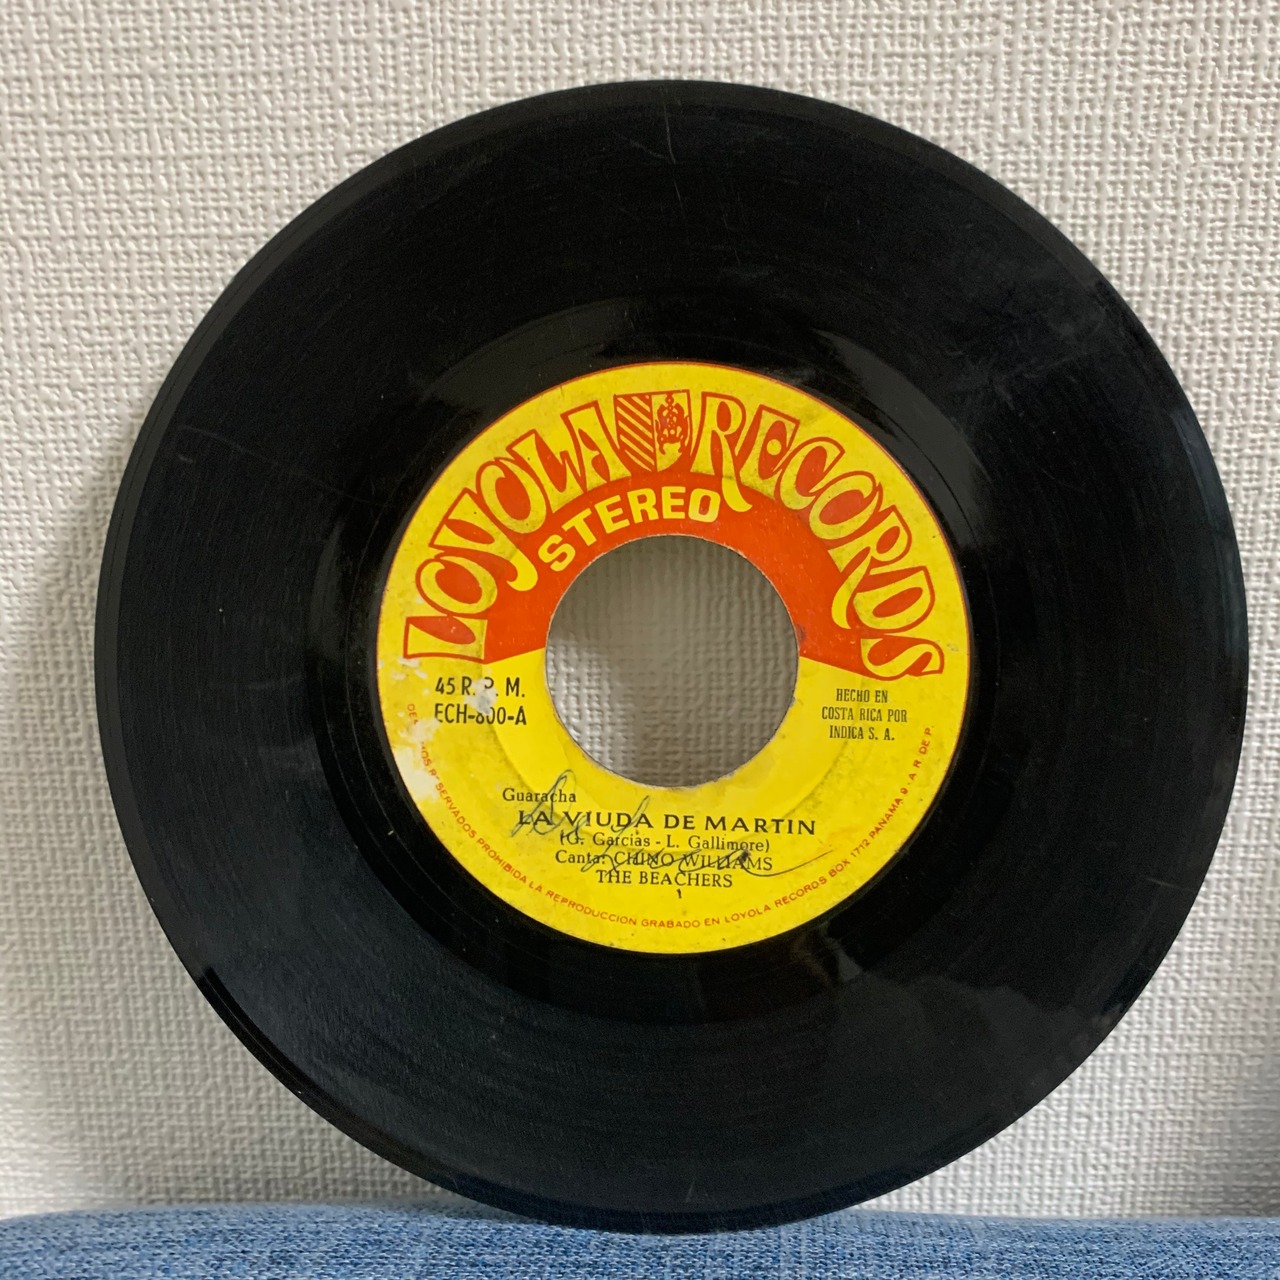 LOYOLA RECORDS
STEREO
45 R. P. M.
ECH-800-A
HECHO EN
COSTA RICA POR
INDICA S. A.
Guaracha
LA VIUDA DE MARTIN
(G. Garcias - L. Gallimore)
Canta: CHINO WILLIAMS
THE BEACHERS
1
RESERVADOS PROHIBIDA LA REPRODUCCION GRABADO EN LOYOLA RECORDS BOX 1712 PANAMA 9 - A R DE P